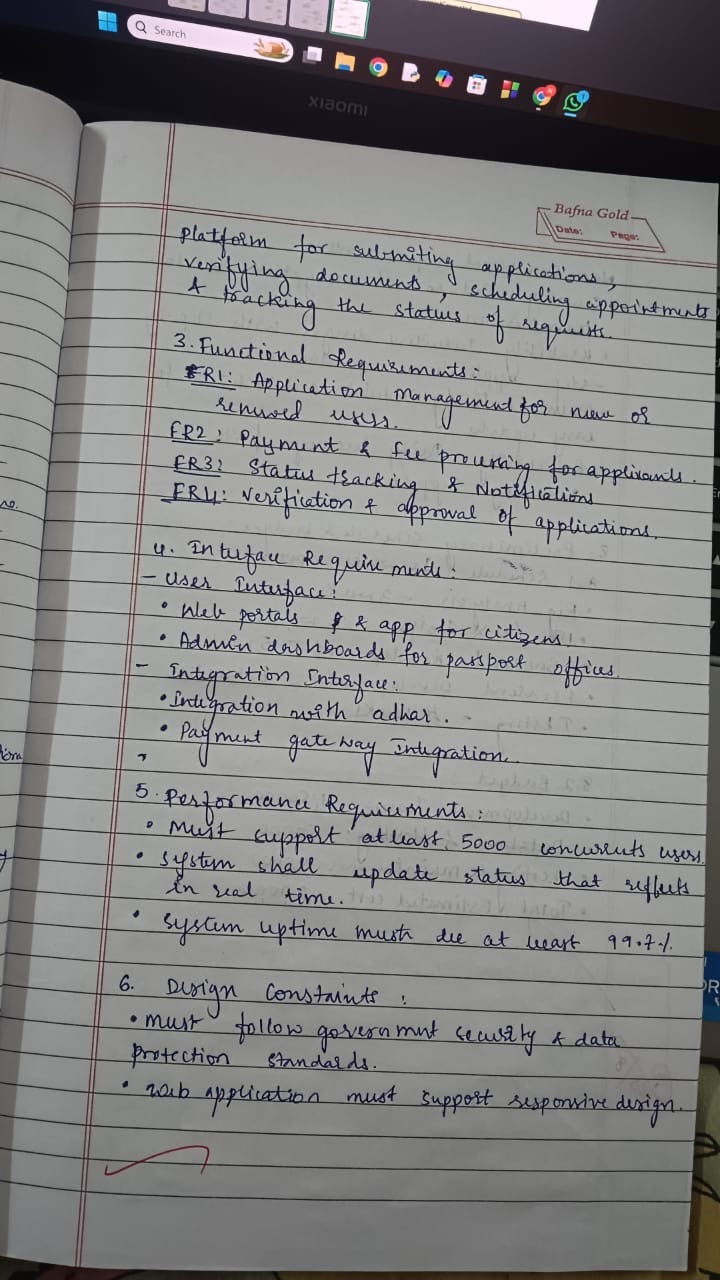 Search
xiaomi
Bafna Gold
Date: Page:
platform for submiting applications,
verifying documents, scheduling appointments
& tracking the status of requests.
3. Functional Requirements:
FR1: Application Management for new or
renewed users.
FR2: Payment & fee processing for applicants.
FR3: Status tracking & Notifications
FR4: Verification & approval of applications.
4. Interface Requirements:
- User Interface:
• Web portals & app for citizens
• Admin dashboards for passport offices.
- Integration Interface:
• Integration with adhar.
• Payment gateway Integration.
5. Performance Requirements:
• Must support at least 5000 concurrents users.
• System shall update status that reflects
in real time.
• System uptime must be at least 99.7%
6. Design Constaints:
• must follow government security & data
protection standards.
• web application must support responsive design.